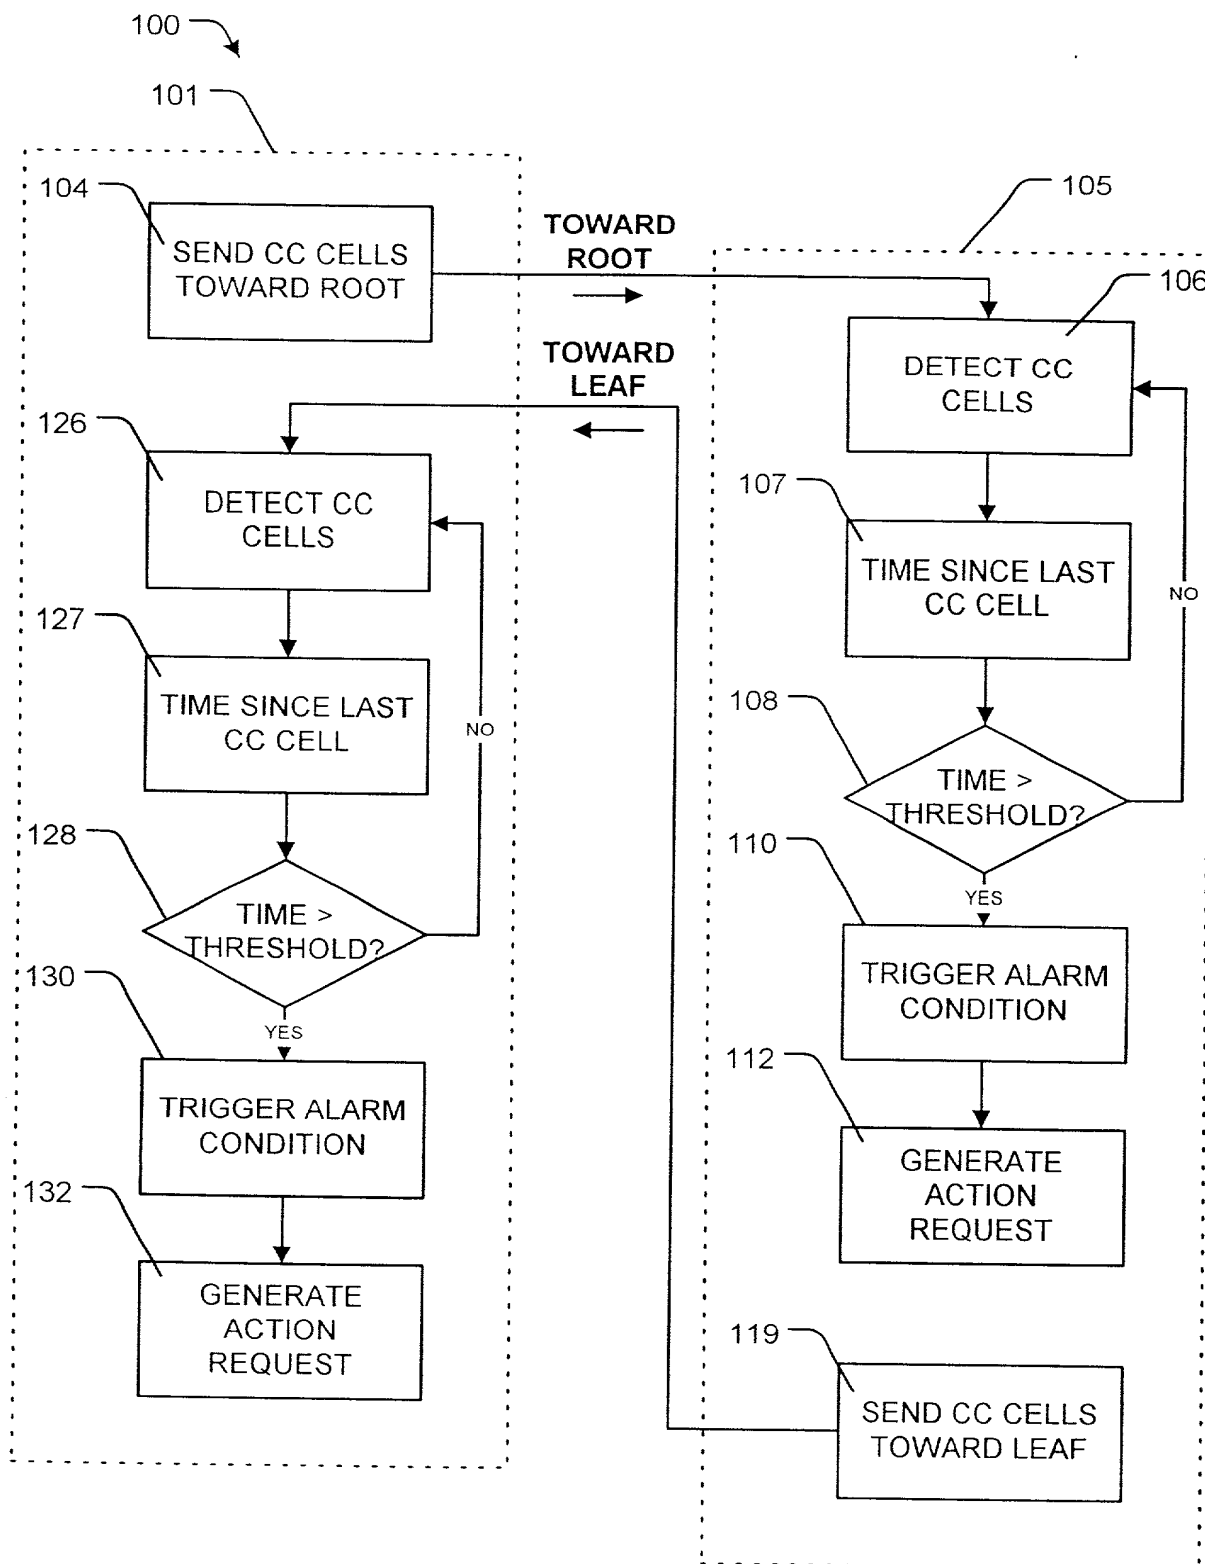 100
101
104
SEND CC CELLS
TOWARD ROOT
TOWARD
ROOT
105
106
DETECT CC
CELLS
TOWARD
LEAF
126
DETECT CC
CELLS
107
TIME SINCE LAST
CC CELL
NO
127
TIME SINCE LAST
CC CELL
NO
108
TIME >
THRESHOLD?
128
TIME >
THRESHOLD?
110
YES
TRIGGER ALARM
CONDITION
130
YES
TRIGGER ALARM
CONDITION
112
GENERATE
ACTION
REQUEST
132
GENERATE
ACTION
REQUEST
119
SEND CC CELLS
TOWARD LEAF